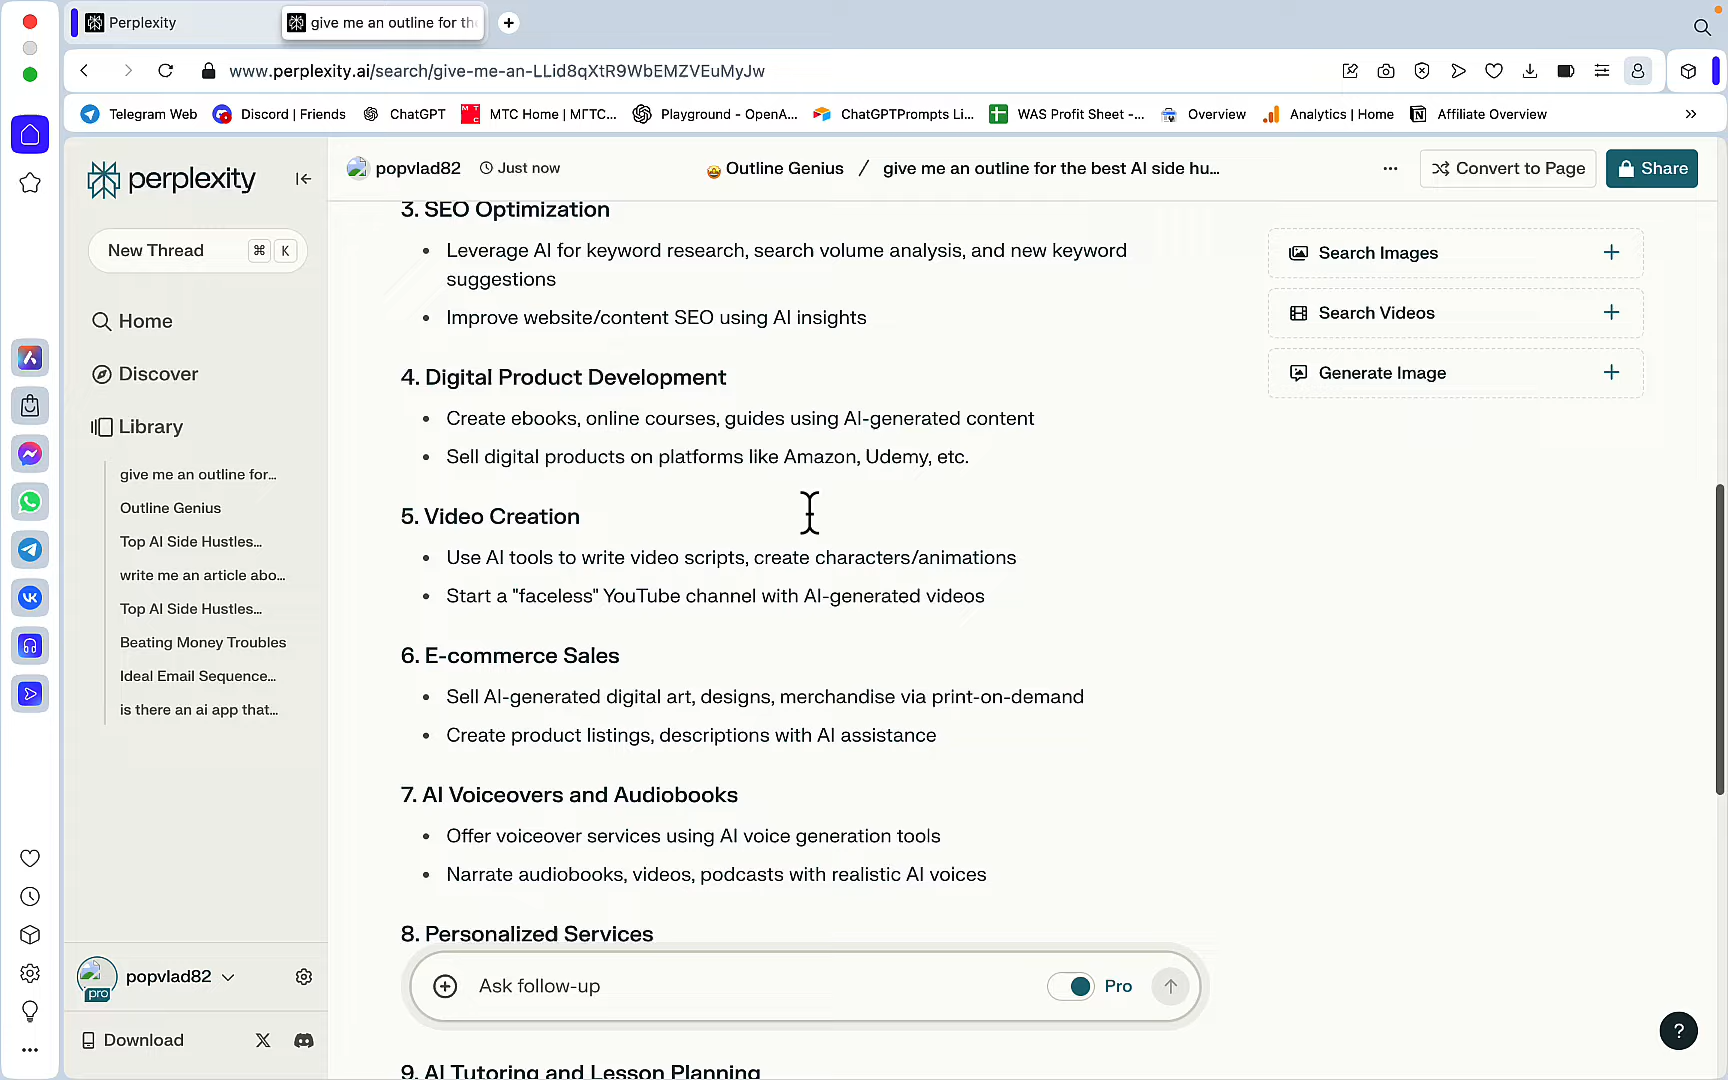 Perplexity
give me an outline for th
www.perplexity.ai/search/give-me-an-LLid8qXtR9WbEMZVEuMyJw
Telegram Web
Discord | Friends
ChatGPT
MTC Home | МГТС...
Playground - OpenA...
ChatGPTPrompts Li...
WAS Profit Sheet -...
Overview
Analytics | Home
Affiliate Overview
perplexity
New Thread
⌘ K
Home
Discover
Library
give me an outline for...
Outline Genius
Top AI Side Hustles...
write me an article abo...
Top AI Side Hustles...
Beating Money Troubles
Ideal Email Sequence...
is there an ai app that...
popvlad82
pro
Download
popvlad82
Just now
Outline Genius / give me an outline for the best AI side hu...
Convert to Page
Share
3. SEO Optimization
• Leverage AI for keyword research, search volume analysis, and new keyword
suggestions
• Improve website/content SEO using AI insights
4. Digital Product Development
• Create ebooks, online courses, guides using AI-generated content
• Sell digital products on platforms like Amazon, Udemy, etc.
5. Video Creation
• Use AI tools to write video scripts, create characters/animations
• Start a "faceless" YouTube channel with AI-generated videos
6. E-commerce Sales
• Sell AI-generated digital art, designs, merchandise via print-on-demand
• Create product listings, descriptions with AI assistance
7. AI Voiceovers and Audiobooks
• Offer voiceover services using AI voice generation tools
• Narrate audiobooks, videos, podcasts with realistic AI voices
8. Personalized Services
Ask follow-up
Pro
9. AI Tutoring and Lesson Planning
Search Images
Search Videos
Generate Image
?